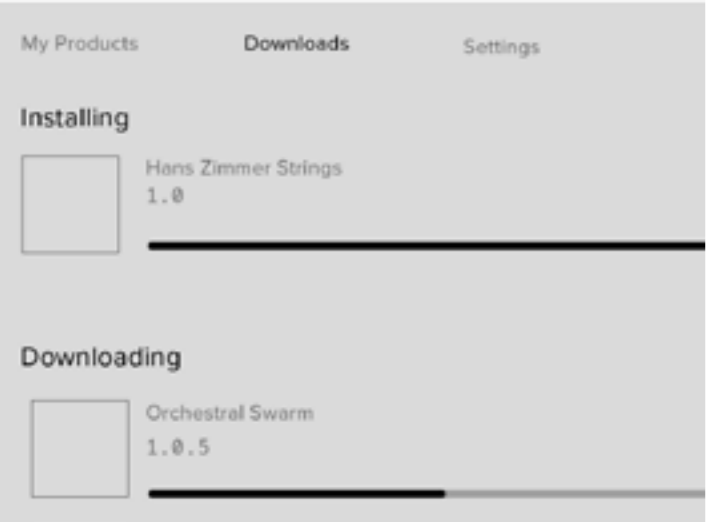 My Products Downloads Settings
Installing
Hans Zimmer Strings
1.0
Downloading
Orchestral Swarm
1.0.5